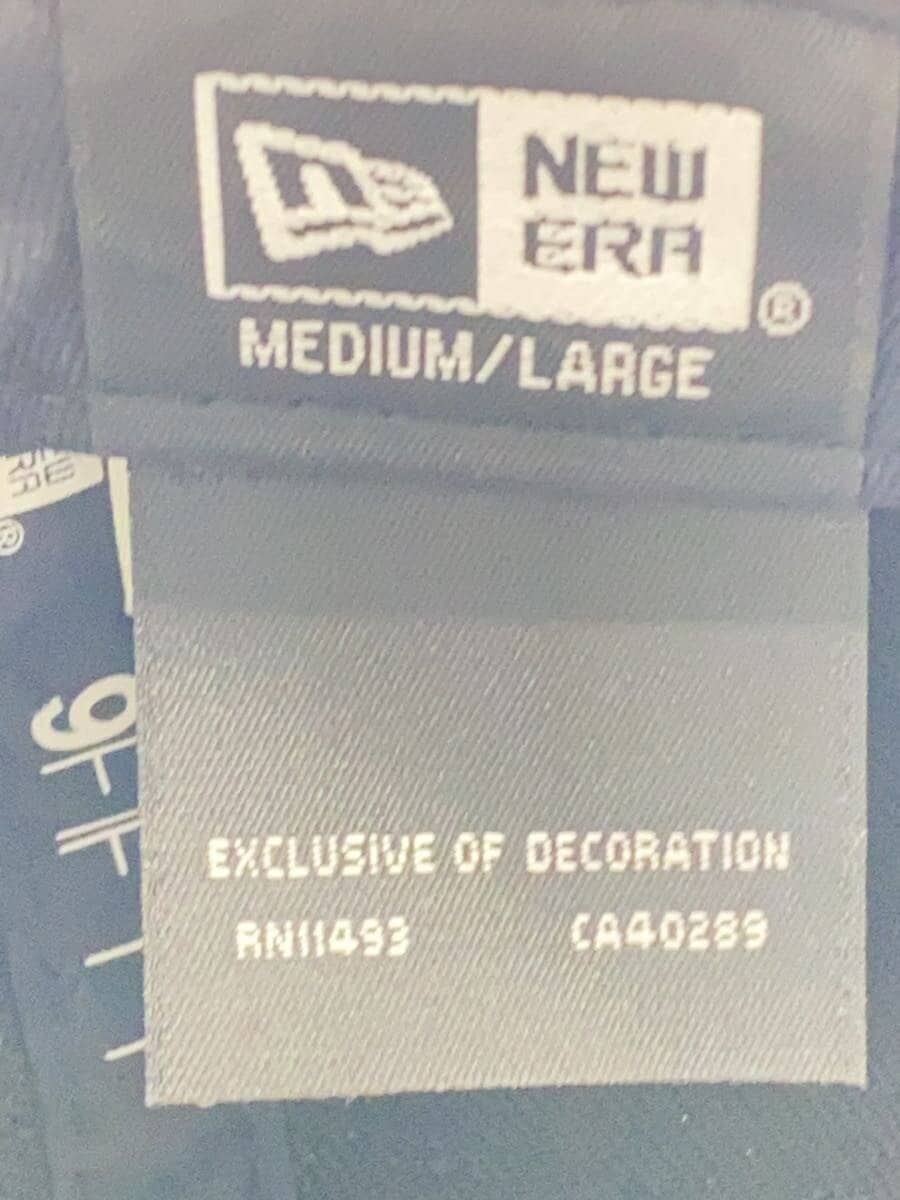 NEW
ERA
®
MEDIUM/LARGE
EXCLUSIVE OF DECORATION
RN11493 CA40289